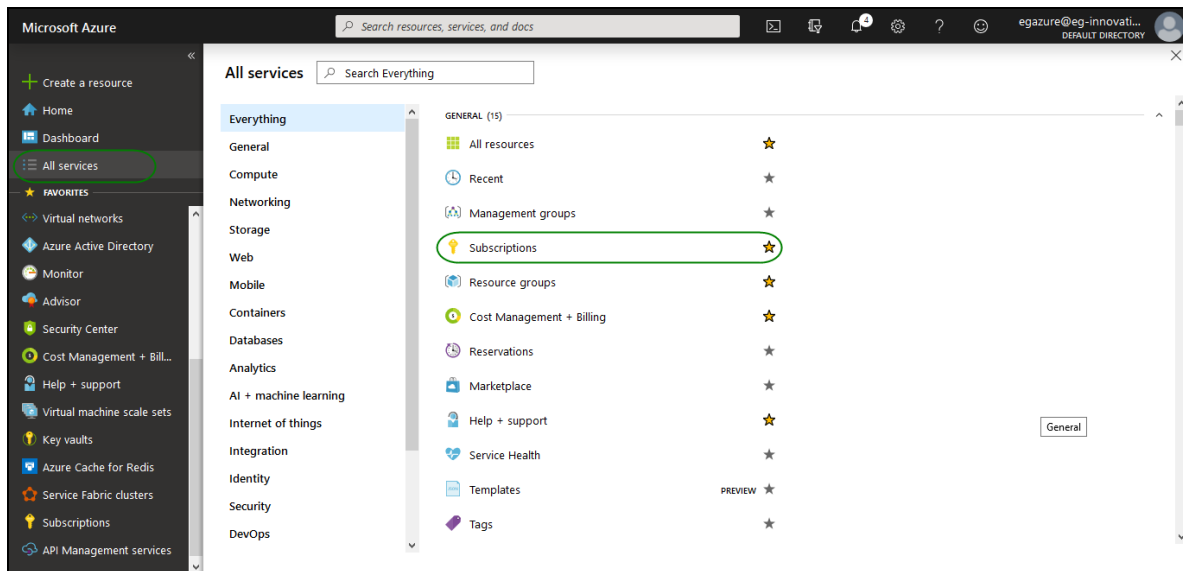 Microsoft Azure
Search resources, services, and docs
4
egazure@eg-innovati...
DEFAULT DIRECTORY
Create a resource
Home
Dashboard
All services
FAVORITES
Virtual networks
Azure Active Directory
Monitor
Advisor
Security Center
Cost Management + Bill...
Help + support
Virtual machine scale sets
Key vaults
Azure Cache for Redis
Service Fabric clusters
Subscriptions
API Management services
All services
Search Everything
Everything
General
Compute
Networking
Storage
Web
Mobile
Containers
Databases
Analytics
AI + machine learning
Internet of things
Integration
Identity
Security
DevOps
GENERAL (15)
All resources
Recent
Management groups
Subscriptions
Resource groups
Cost Management + Billing
Reservations
Marketplace
Help + support
Service Health
Templates PREVIEW
Tags
General